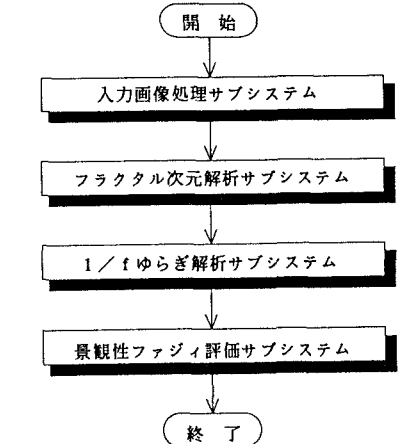 開 始
入力画像処理サブシステム
フラクタル次元解析サブシステム
1／fゆらぎ解析サブシステム
景観性ファジィ評価サブシステム
終 了